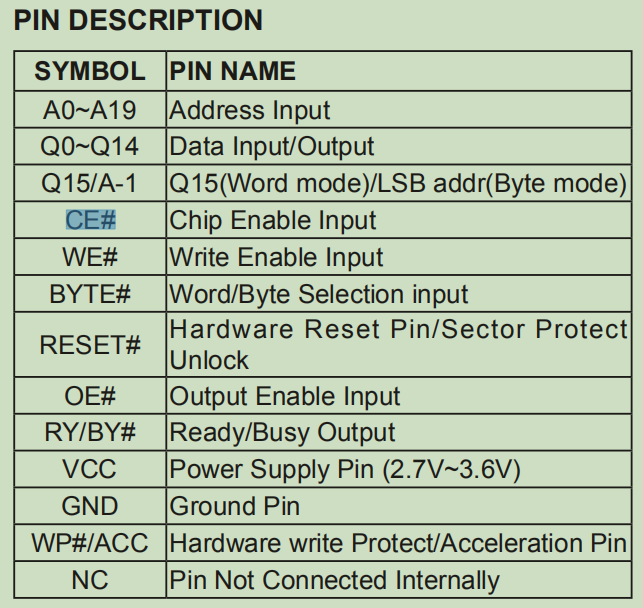 PIN DESCRIPTION
SYMBOL PIN NAME
A0~A19 Address Input
Q0~Q14 Data Input/Output
Q15/A-1 Q15(Word mode)/LSB addr(Byte mode)
CE# Chip Enable Input
WE# Write Enable Input
BYTE# Word/Byte Selection input
RESET# Hardware Reset Pin/Sector Protect
Unlock
OE# Output Enable Input
RY/BY# Ready/Busy Output
VCC Power Supply Pin (2.7V~3.6V)
GND Ground Pin
WP#/ACC Hardware write Protect/Acceleration Pin
NC Pin Not Connected Internally